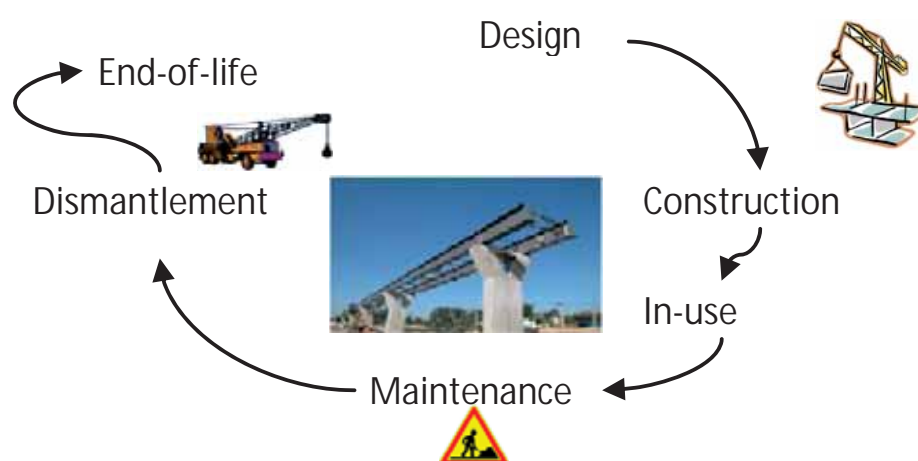 Design
End-of-life
Dismantlement
Construction
In-use
Maintenance